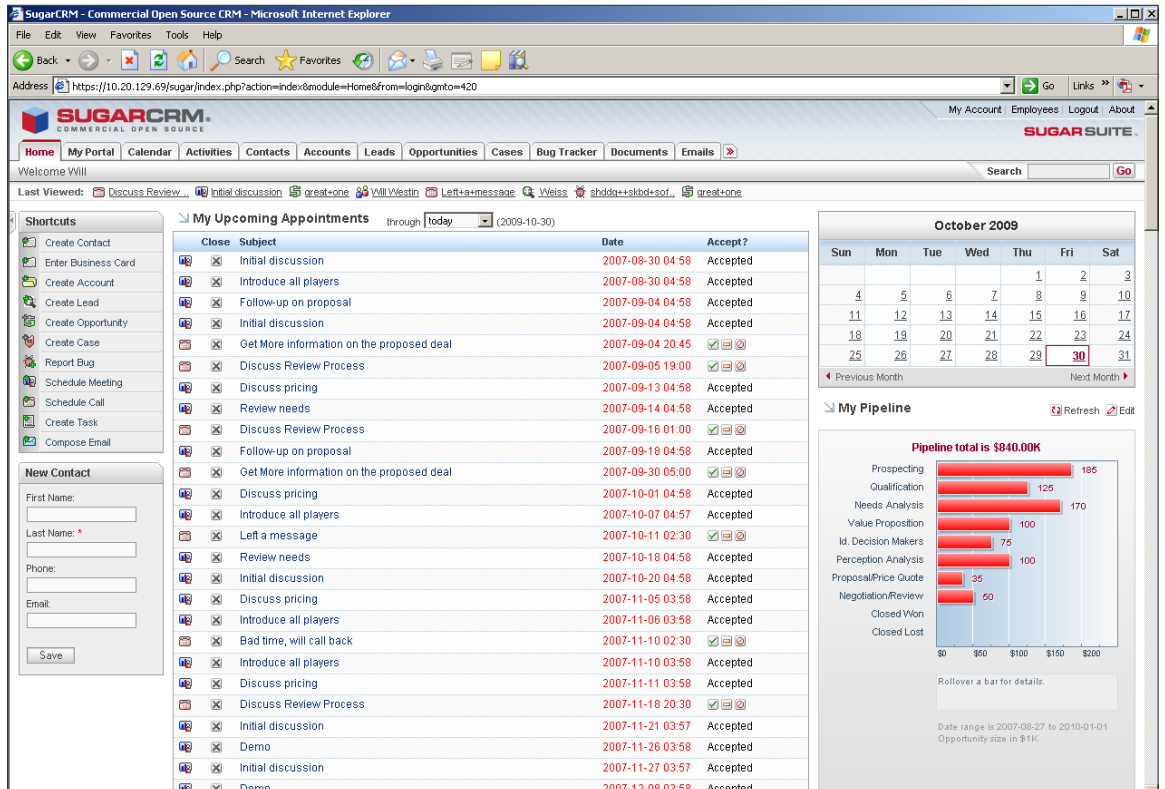 SugarCRM - Commercial Open Source CRM - Microsoft Internet Explorer
File Edit View Favorites Tools Help
Back Search Favorites
Address https://10.20.129.69/sugar/index.php?action=index&module=Home&from=login&gmto=420 Go Links »
SUGARCRM.
COMMERCIAL OPEN SOURCE
My Account | Employees | Logout | About
SUGARSUITE.
Home My Portal Calendar Activities Contacts Accounts Leads Opportunities Cases Bug Tracker Documents Emails
Welcome Will Search Go
Last Viewed: Discuss Review .. Initial discussion great+one Will Westin Left+a+message Weiss shddq++skbd+sof.. great+one
Shortcuts
Create Contact
Enter Business Card
Create Account
Create Lead
Create Opportunity
Create Case
Report Bug
Schedule Meeting
Schedule Call
Create Task
Compose Email
New Contact
First Name:
Last Name: *
Phone:
Email:
Save
My Upcoming Appointments through today (2009-10-30)
Close Subject Date Accept?
Initial discussion 2007-08-30 04:58 Accepted
Introduce all players 2007-08-30 04:58 Accepted
Follow-up on proposal 2007-09-04 04:58 Accepted
Initial discussion 2007-09-04 04:58 Accepted
Get More information on the proposed deal 2007-09-04 20:45
Discuss Review Process 2007-09-05 19:00
Discuss pricing 2007-09-13 04:58 Accepted
Review needs 2007-09-14 04:58 Accepted
Discuss Review Process 2007-09-16 01:00
Follow-up on proposal 2007-09-18 04:58 Accepted
Get More information on the proposed deal 2007-09-30 05:00
Discuss pricing 2007-10-01 04:58 Accepted
Introduce all players 2007-10-07 04:57 Accepted
Left a message 2007-10-11 02:30
Review needs 2007-10-18 04:58 Accepted
Initial discussion 2007-10-20 04:58 Accepted
Discuss pricing 2007-11-05 03:58 Accepted
Introduce all players 2007-11-06 03:58 Accepted
Bad time, will call back 2007-11-10 02:30
Introduce all players 2007-11-10 03:58 Accepted
Discuss pricing 2007-11-11 03:58 Accepted
Discuss Review Process 2007-11-18 20:30
Initial discussion 2007-11-21 03:57 Accepted
Demo 2007-11-26 03:58 Accepted
Initial discussion 2007-11-27 03:57 Accepted
Demo 2007-12-08 03:58 Accepted
October 2009
Sun Mon Tue Wed Thu Fri Sat
1 2 3
4 5 6 7 8 9 10
11 12 13 14 15 16 17
18 19 20 21 22 23 24
25 26 27 28 29 30 31
Previous Month Next Month
My Pipeline Refresh Edit
Pipeline total is $840.00K
Prospecting 185
Qualification 125
Needs Analysis 170
Value Proposition 100
Id. Decision Makers 75
Perception Analysis 100
Proposal/Price Quote 35
Negotiation/Review 50
Closed Won
Closed Lost
$0 $50 $100 $150 $200
Rollover a bar for details.
Date range is 2007-08-27 to 2010-01-01
Opportunity size in $1K